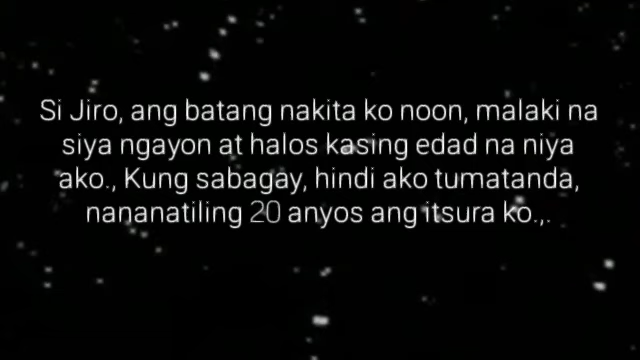 Si Jiro, ang batang nakita ko noon, malaki na
siya ngayon at halos kasing edad na niya
ako., Kung sabagay, hindi ako tumatanda,
nananatiling 20 anyos ang itsura ko.,.